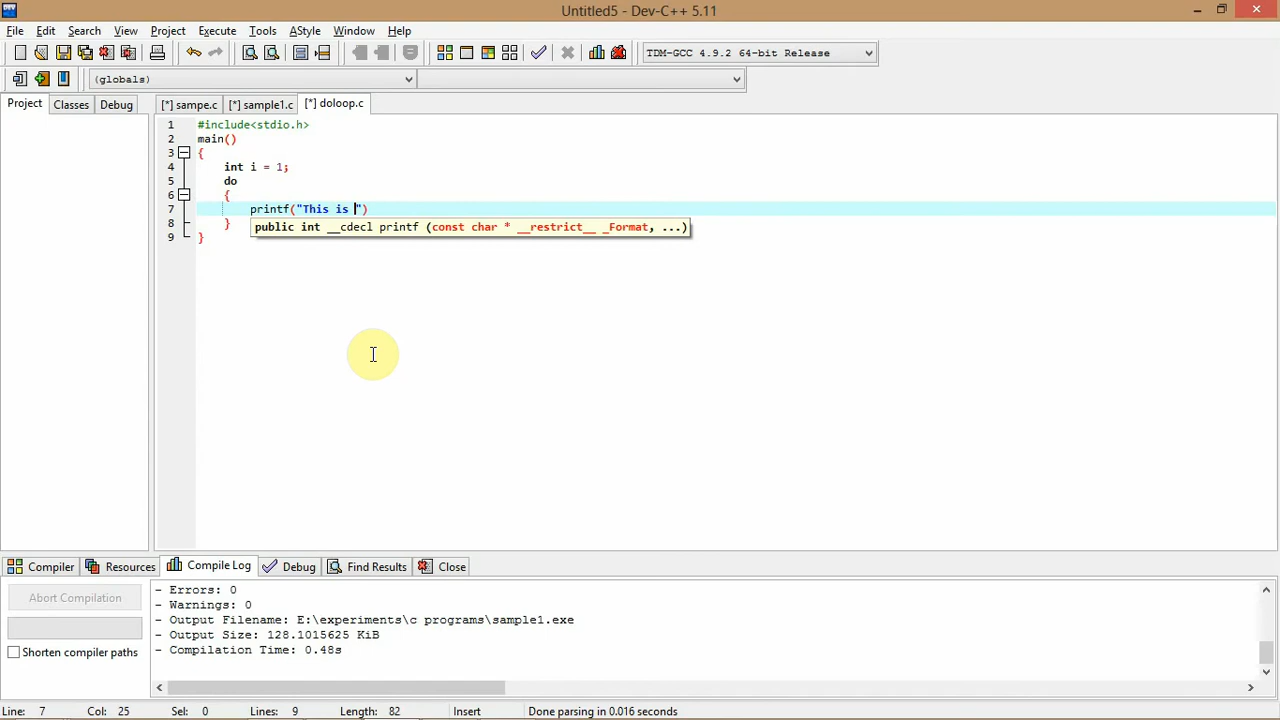 Untitled5 - Dev-C++ 5.11
File Edit Search View Project Execute Tools AStyle Window Help
TDM-GCC 4.9.2 64-bit Release
(globals)
Project Classes Debug [*] sampe.c [*] sample1.c [*] doloop.c
1 #include<stdio.h>
2 main()
3 {
4 int i = 1;
5 do
6 {
7 printf("This is ")
8 }
public int __cdecl printf (const char * __restrict__ _Format, ...)
9 }
Compiler Resources Compile Log Debug Find Results Close
Abort Compilation
Shorten compiler paths
- Errors: 0
- Warnings: 0
- Output Filename: E:\experiments\c programs\sample1.exe
- Output Size: 128.1015625 KiB
- Compilation Time: 0.48s
Line: 7 Col: 25 Sel: 0 Lines: 9 Length: 82 Insert Done parsing in 0.016 seconds